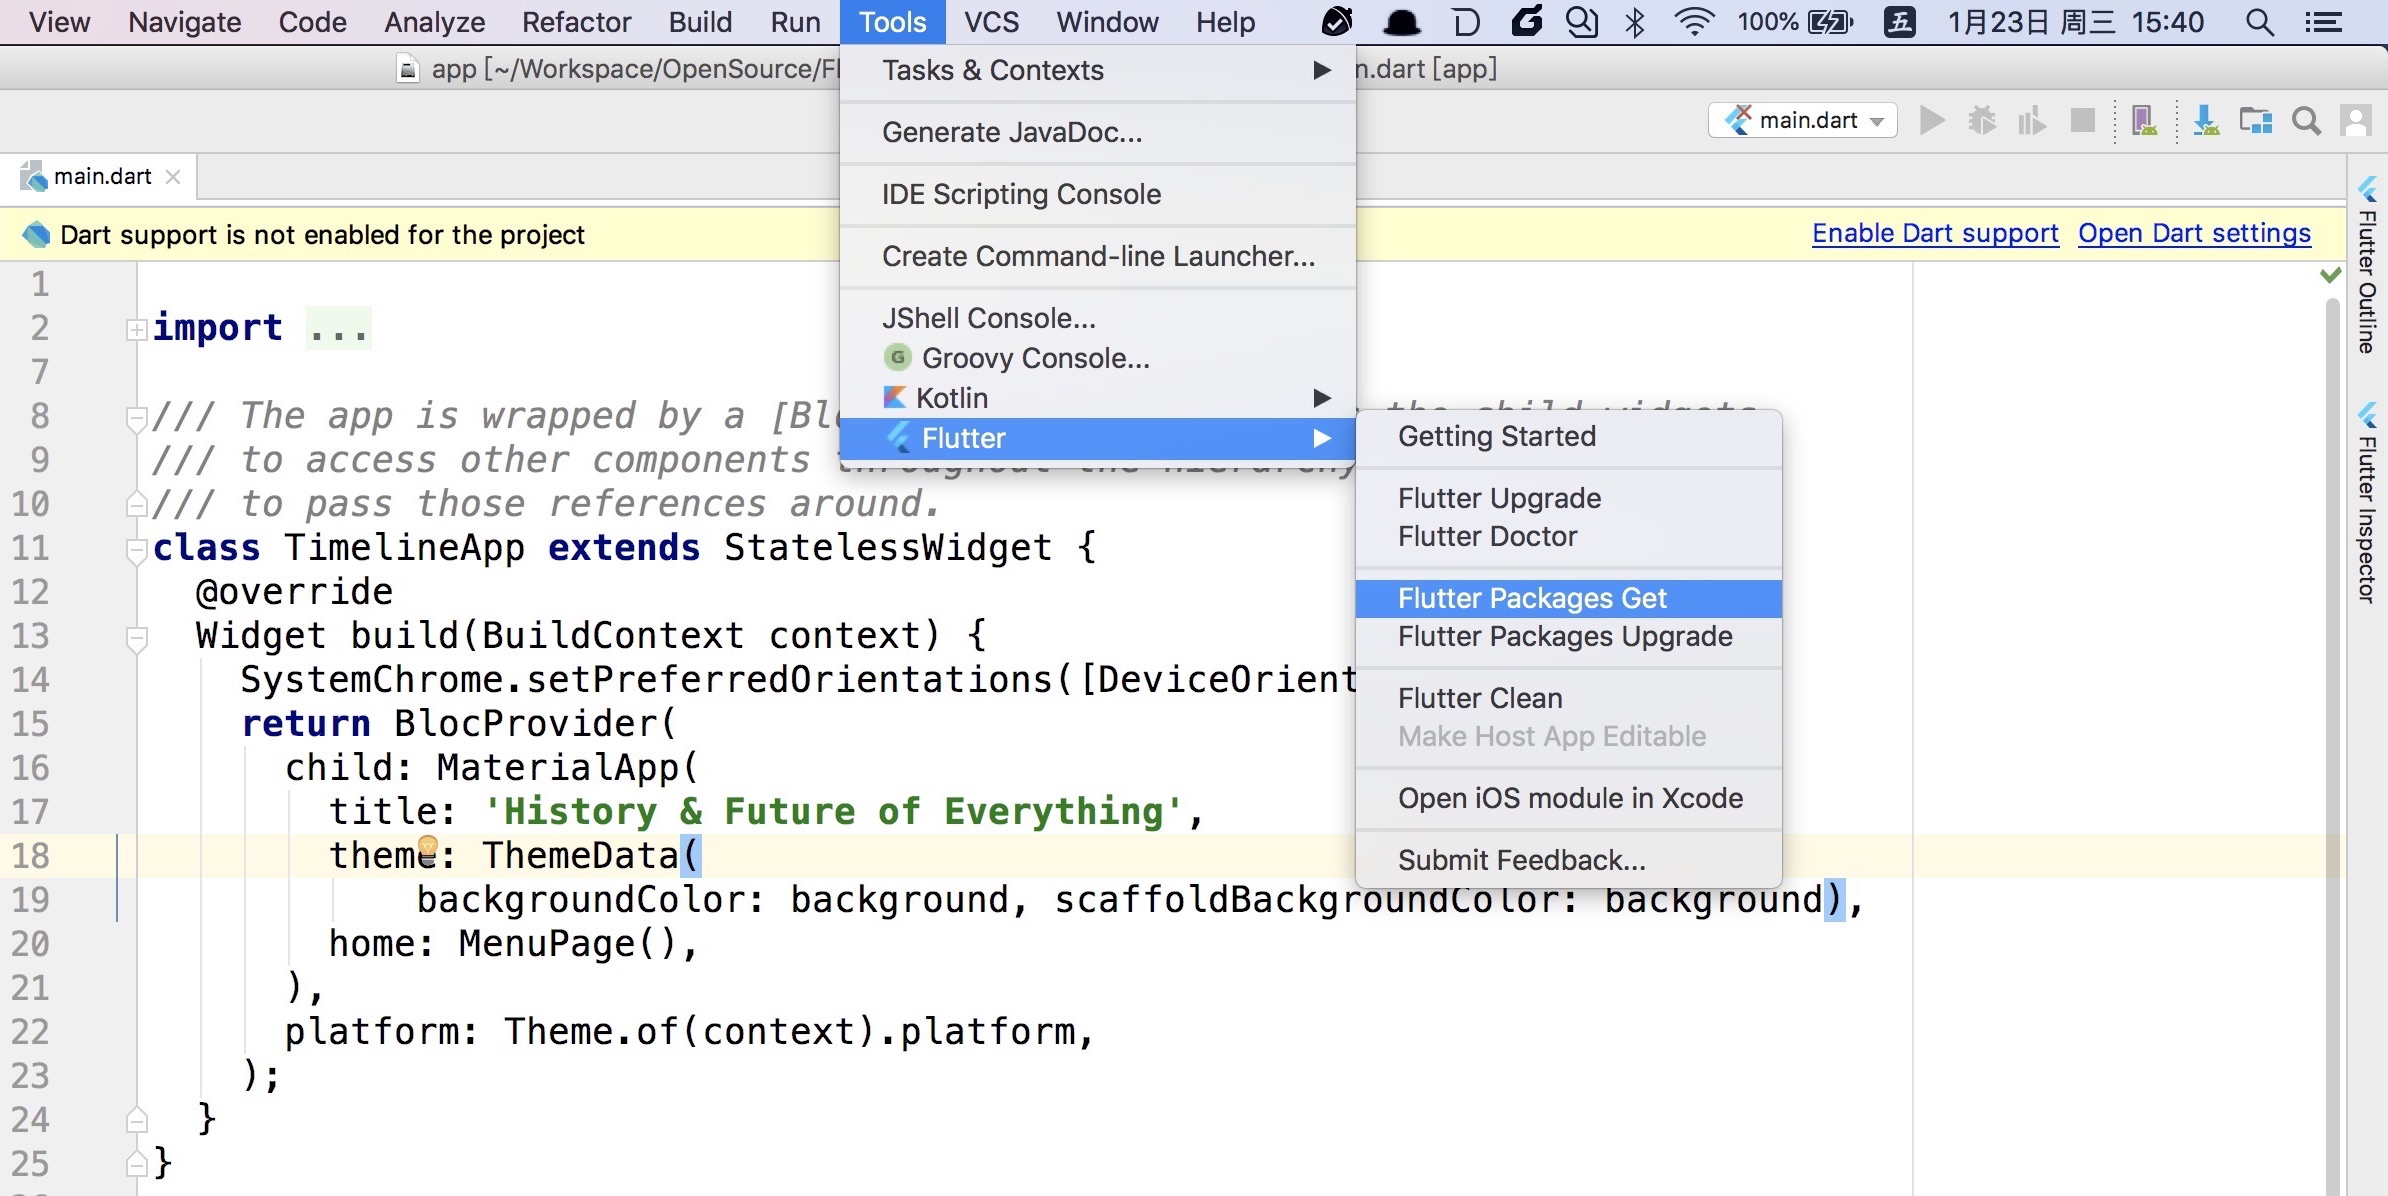 View Navigate Code Analyze Refactor Build Run Tools VCS Window Help 100% 五 1月23日 周三 15:40
app [~/Workspace/OpenSource/Fl n.dart [app]
main.dart
main.dart
Dart support is not enabled for the project Enable Dart support Open Dart settings
Tasks & Contexts
Generate JavaDoc...
IDE Scripting Console
Create Command-line Launcher...
JShell Console...
G Groovy Console...
Kotlin
Flutter
Getting Started
Flutter Upgrade
Flutter Doctor
Flutter Packages Get
Flutter Packages Upgrade
Flutter Clean
Make Host App Editable
Open iOS module in Xcode
Submit Feedback...
1
2 import ...
7
8 /// The app is wrapped by a [Blo the child widgets
9 /// to access other components throughout the hierarchy
10 /// to pass those references around.
11 class TimelineApp extends StatelessWidget {
12 @override
13 Widget build(BuildContext context) {
14 SystemChrome.setPreferredOrientations([DeviceOrient
15 return BlocProvider(
16 child: MaterialApp(
17 title: 'History & Future of Everything',
18 theme: ThemeData(
19 backgroundColor: background, scaffoldBackgroundColor: background),
20 home: MenuPage(),
21 ),
22 platform: Theme.of(context).platform,
23 );
24 }
25 }
Flutter Outline
Flutter Inspector